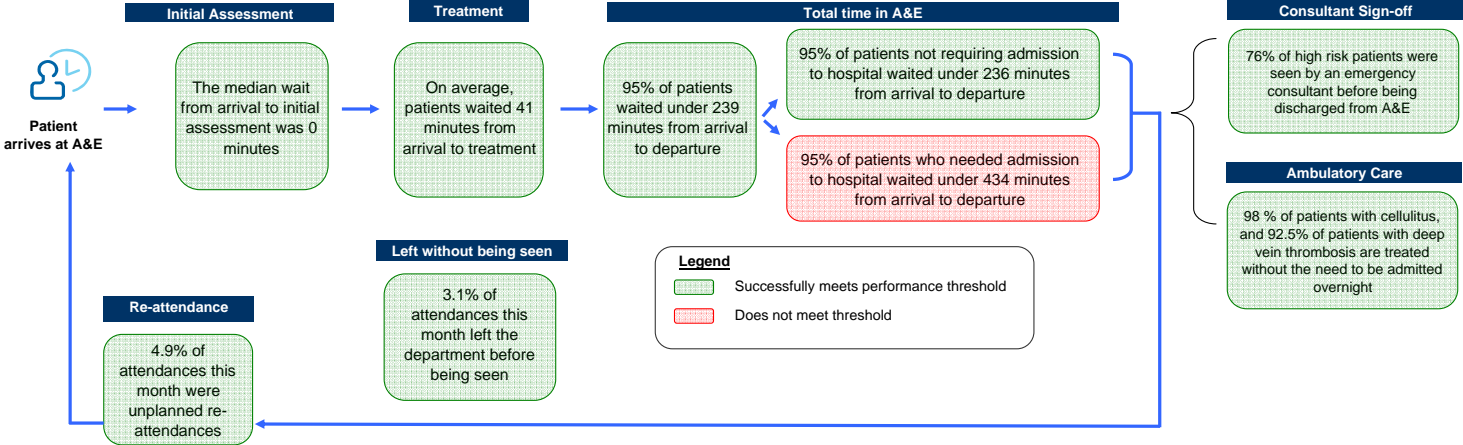 Initial Assessment
Treatment
Total time in A&E
Consultant Sign-off
Patient
arrives at A&E
The median wait
from arrival to initial
assessment was 0
minutes
On average,
patients waited 41
minutes from
arrival to treatment
95% of patients
waited under 239
minutes from arrival
to departure
95% of patients not requiring admission
to hospital waited under 236 minutes
from arrival to departure
95% of patients who needed admission
to hospital waited under 434 minutes
from arrival to departure
76% of high risk patients were
seen by an emergency
consultant before being
discharged from A&E
Ambulatory Care
98 % of patients with cellulitus,
and 92.5% of patients with deep
vein thrombosis are treated
without the need to be admitted
overnight
Left without being seen
3.1% of
attendances this
month left the
department before
being seen
Legend
Successfully meets performance threshold
Does not meet threshold
Re-attendance
4.9% of
attendances this
month were
unplanned re-
attendances